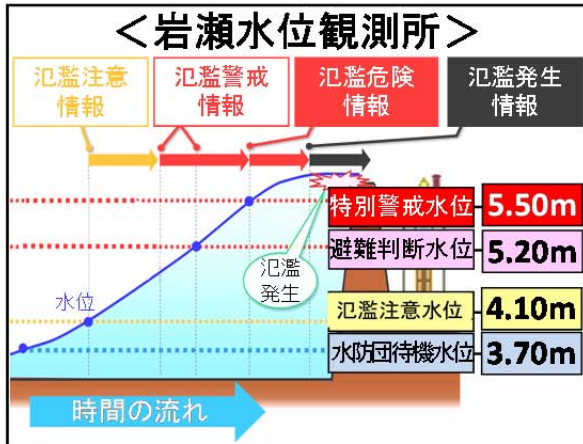 ＜岩瀬水位観測所＞
氾濫注意
情報
氾濫警戒
情報
氾濫危険
情報
氾濫発生
情報
特別警戒水位
5.50m
避難判断水位
5.20m
氾濫
発生
水位
氾濫注意水位
4.10m
水防団待機水位
3.70m
時間の流れ